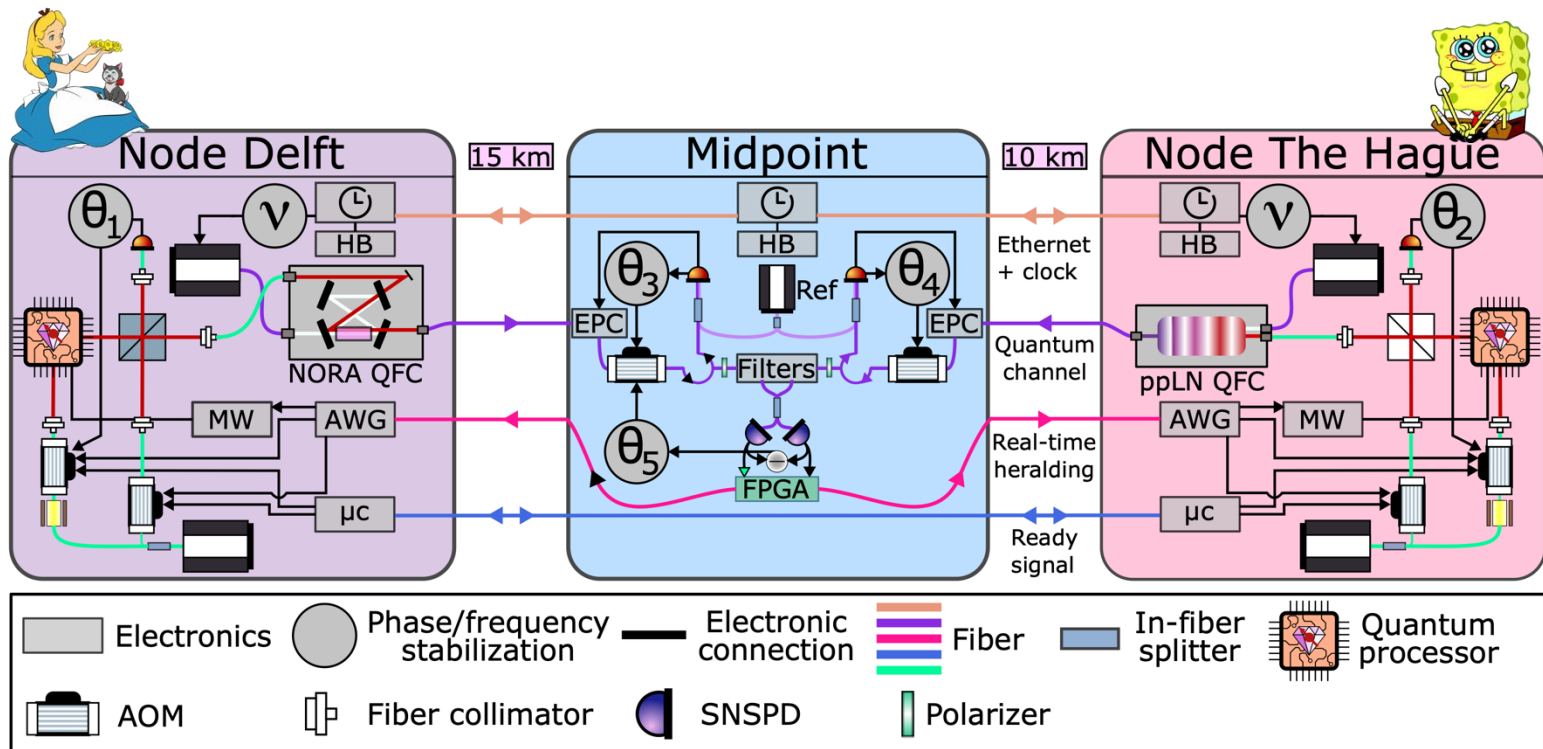 Node Delft
15 km
Midpoint
10 km
Node The Hague
θ1
ν
HB
HB
HB
ν
θ2
Ethernet
+ clock
θ3
Ref
θ4
EPC
EPC
NORA QFC
Filters
Quantum
channel
ppLN QFC
MW
AWG
θ5
Real-time
heralding
AWG
MW
FPGA
μc
Ready
signal
μc
Electronics
Phase/frequency
stabilization
Electronic
connection
Fiber
In-fiber
splitter
Quantum
processor
AOM
Fiber collimator
SNSPD
Polarizer